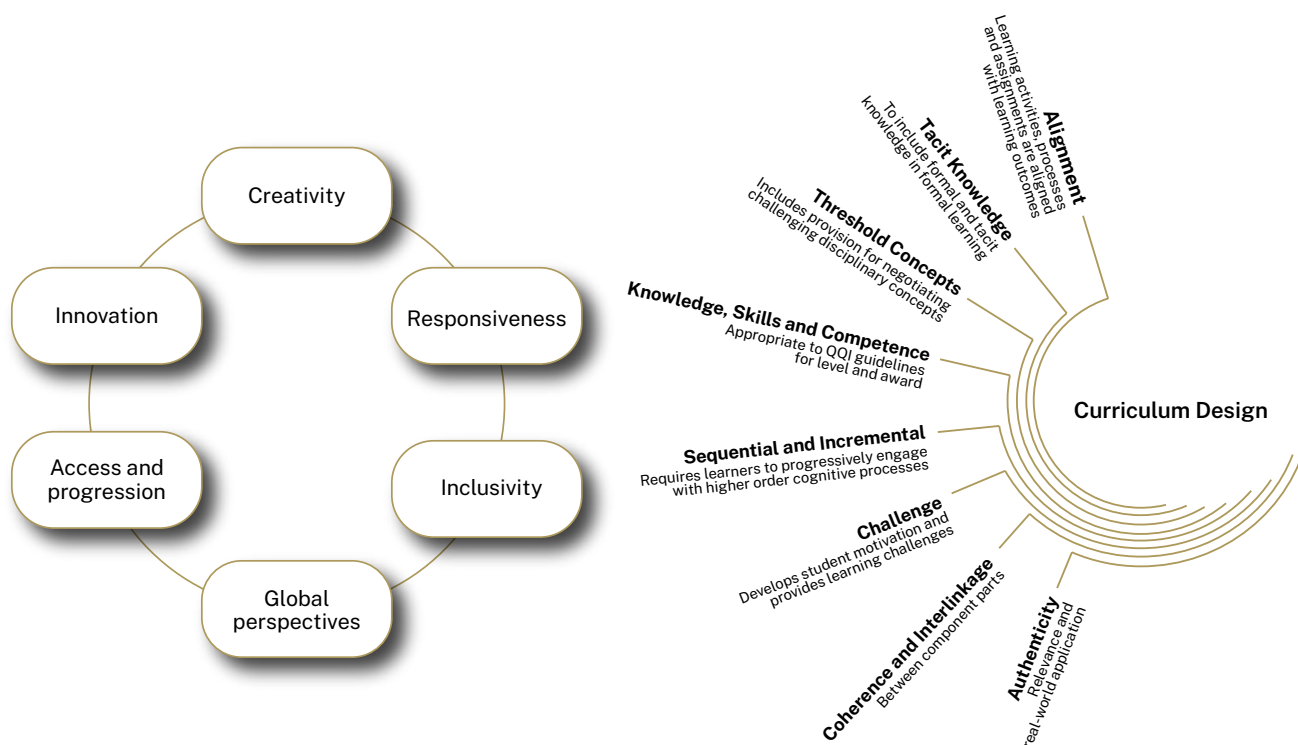 Creativity
Responsiveness
Inclusivity
Global
perspectives
Access and
progression
Innovation
Curriculum Design
Alignment
Learning activities, processes
and assignments are aligned
with learning outcomes
Tacit Knowledge
To include formal and tacit
knowledge in formal learning
Threshold Concepts
Includes provision for negotiating
challenging disciplinary concepts
Knowledge, Skills and Competence
Appropriate to QQI guidelines
for level and award
Sequential and Incremental
Requires learners to progressively engage
with higher order cognitive processes
Challenge
Develops student motivation and
provides learning challenges
Coherence and Interlinkage
Between component parts
Authenticity
Relevance and
real-world application